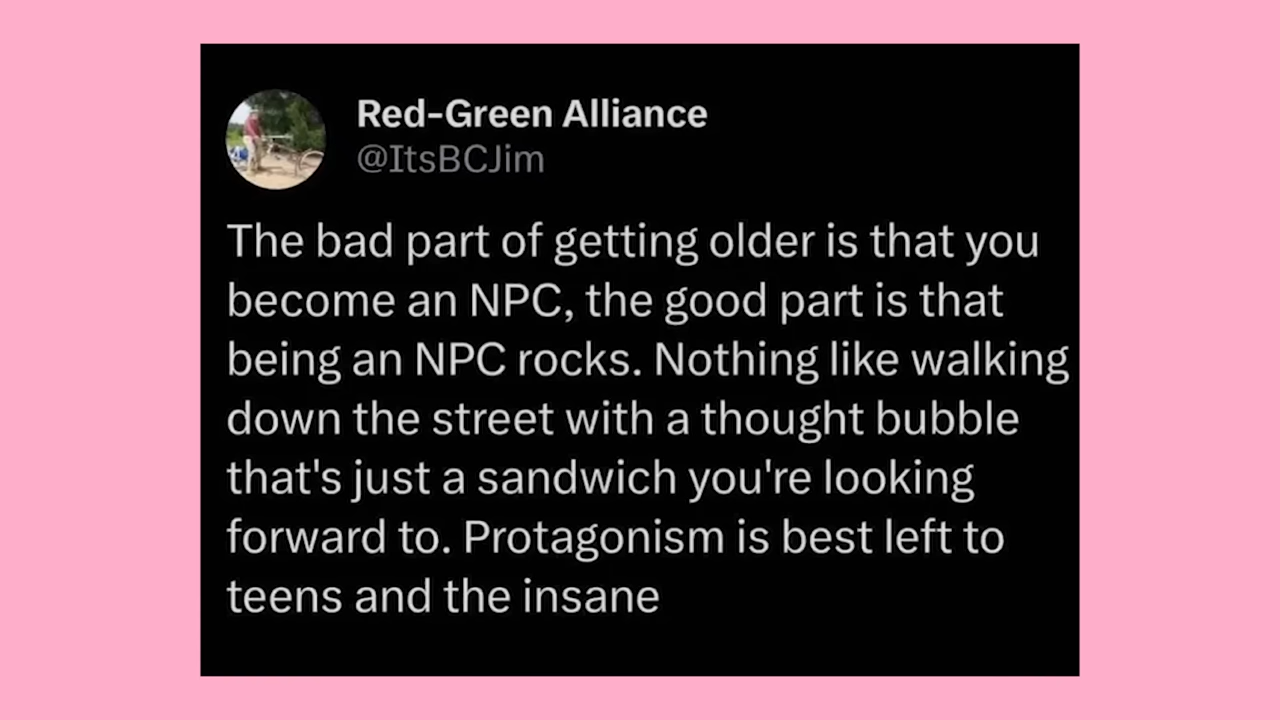 Red-Green Alliance
@ItsBCJim
The bad part of getting older is that you
become an NPC, the good part is that
being an NPC rocks. Nothing like walking
down the street with a thought bubble
that's just a sandwich you're looking
forward to. Protagonism is best left to
teens and the insane